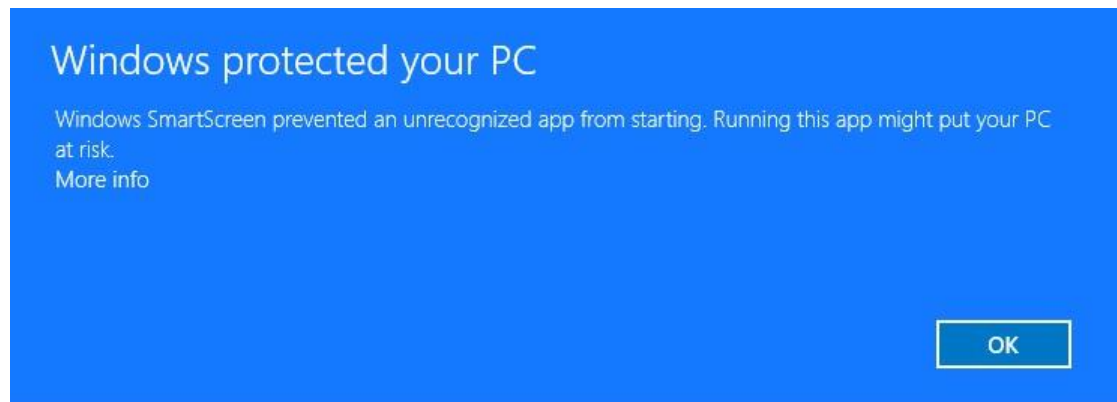 Windows protected your PC
Windows SmartScreen prevented an unrecognized app from starting. Running this app might put your PC
at risk.
More info
OK